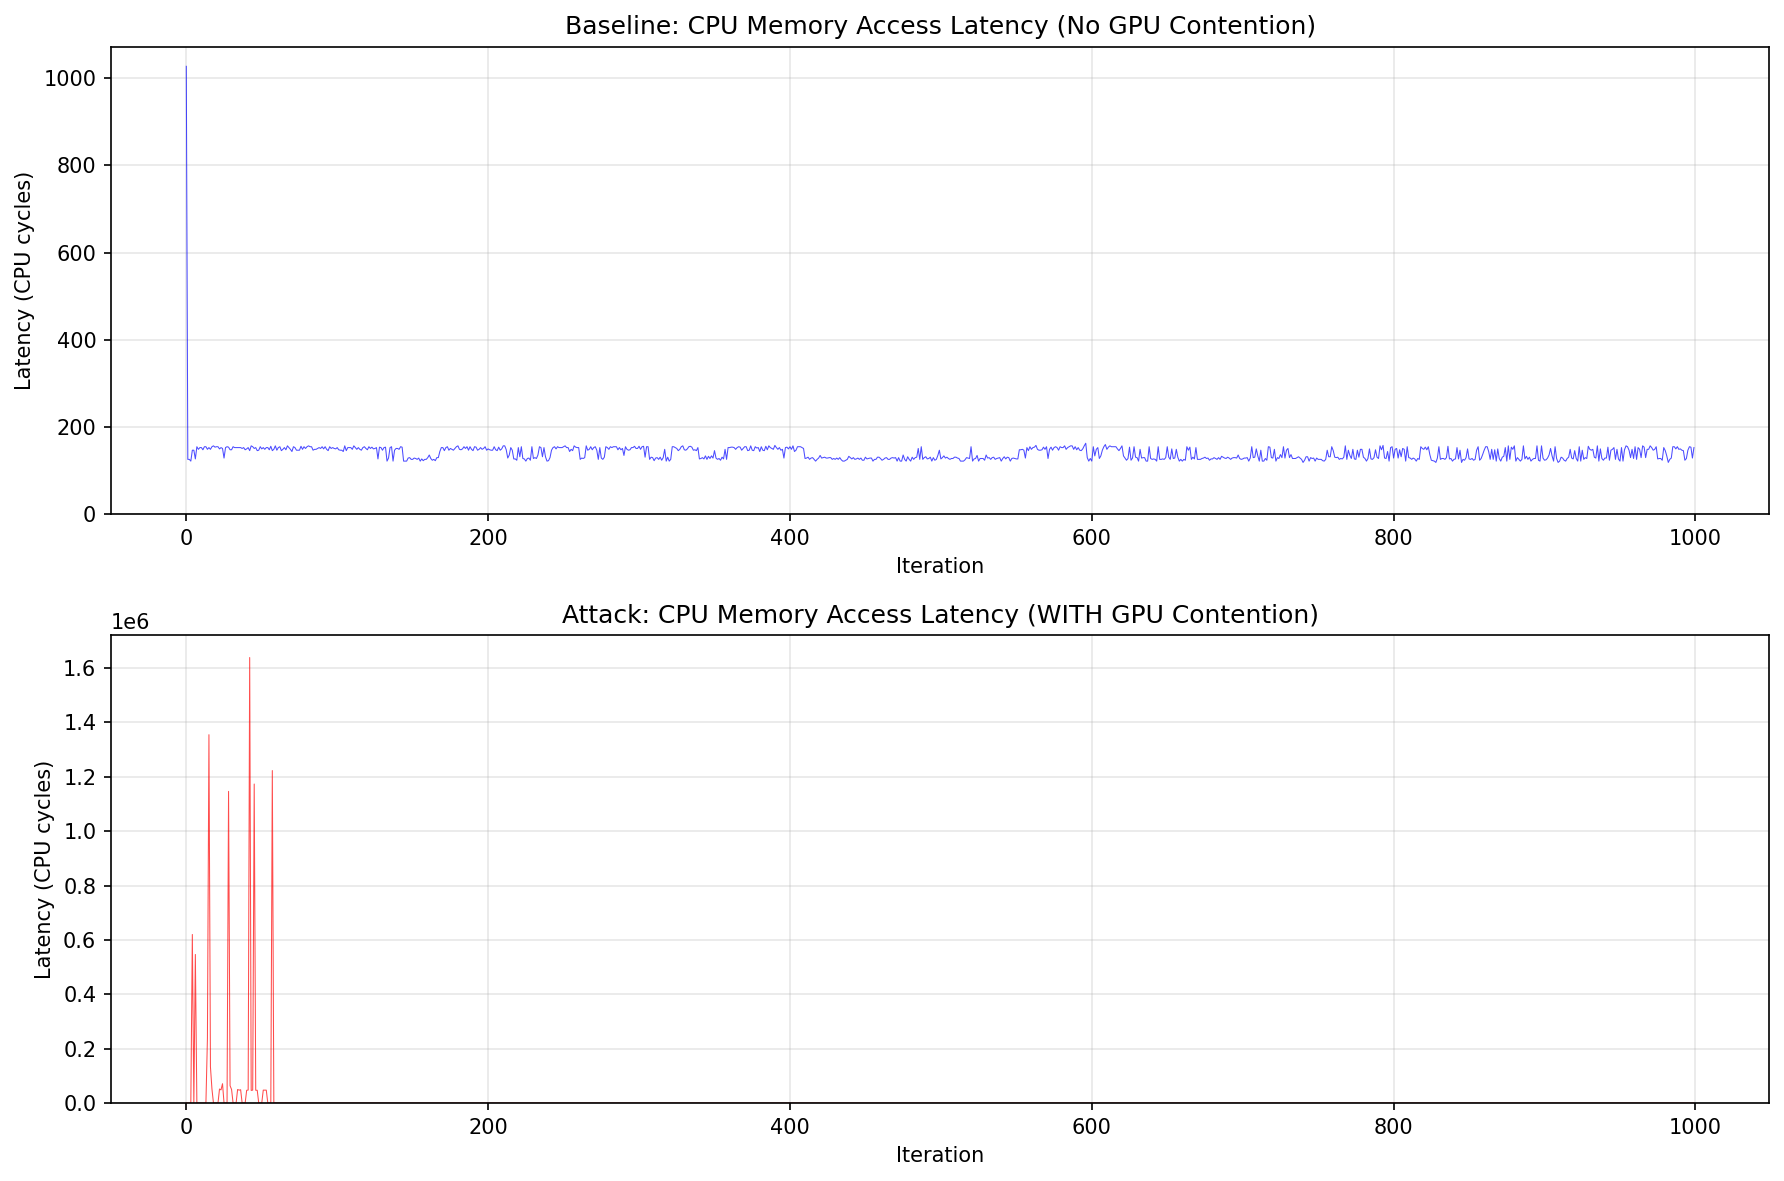 Baseline: CPU Memory Access Latency (No GPU Contention)
1000
800
600
400
200
0
Latency (CPU cycles)
0 200 400 600 800 1000
Iteration
Attack: CPU Memory Access Latency (WITH GPU Contention)
1e6
1.6
1.4
1.2
1.0
0.8
0.6
0.4
0.2
0.0
Latency (CPU cycles)
0 200 400 600 800 1000
Iteration